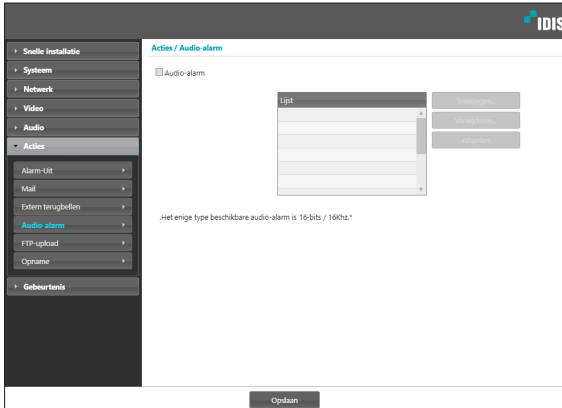 IDIS
Snelle installatie
Systeem
Netwerk
Video
Audio
Acties
Alarm-Uit
Mail
Extern terugbellen
Audio-alarm
FTP-upload
Opname
Gebeurtenis
Acties / Audio-alarm
Audio-alarm
Lijst
Toevoegen...
Verwijderen...
Afspelen
„Het enige type beschikbare audio-alarm is 16-bits / 16Khz.“
Opslaan